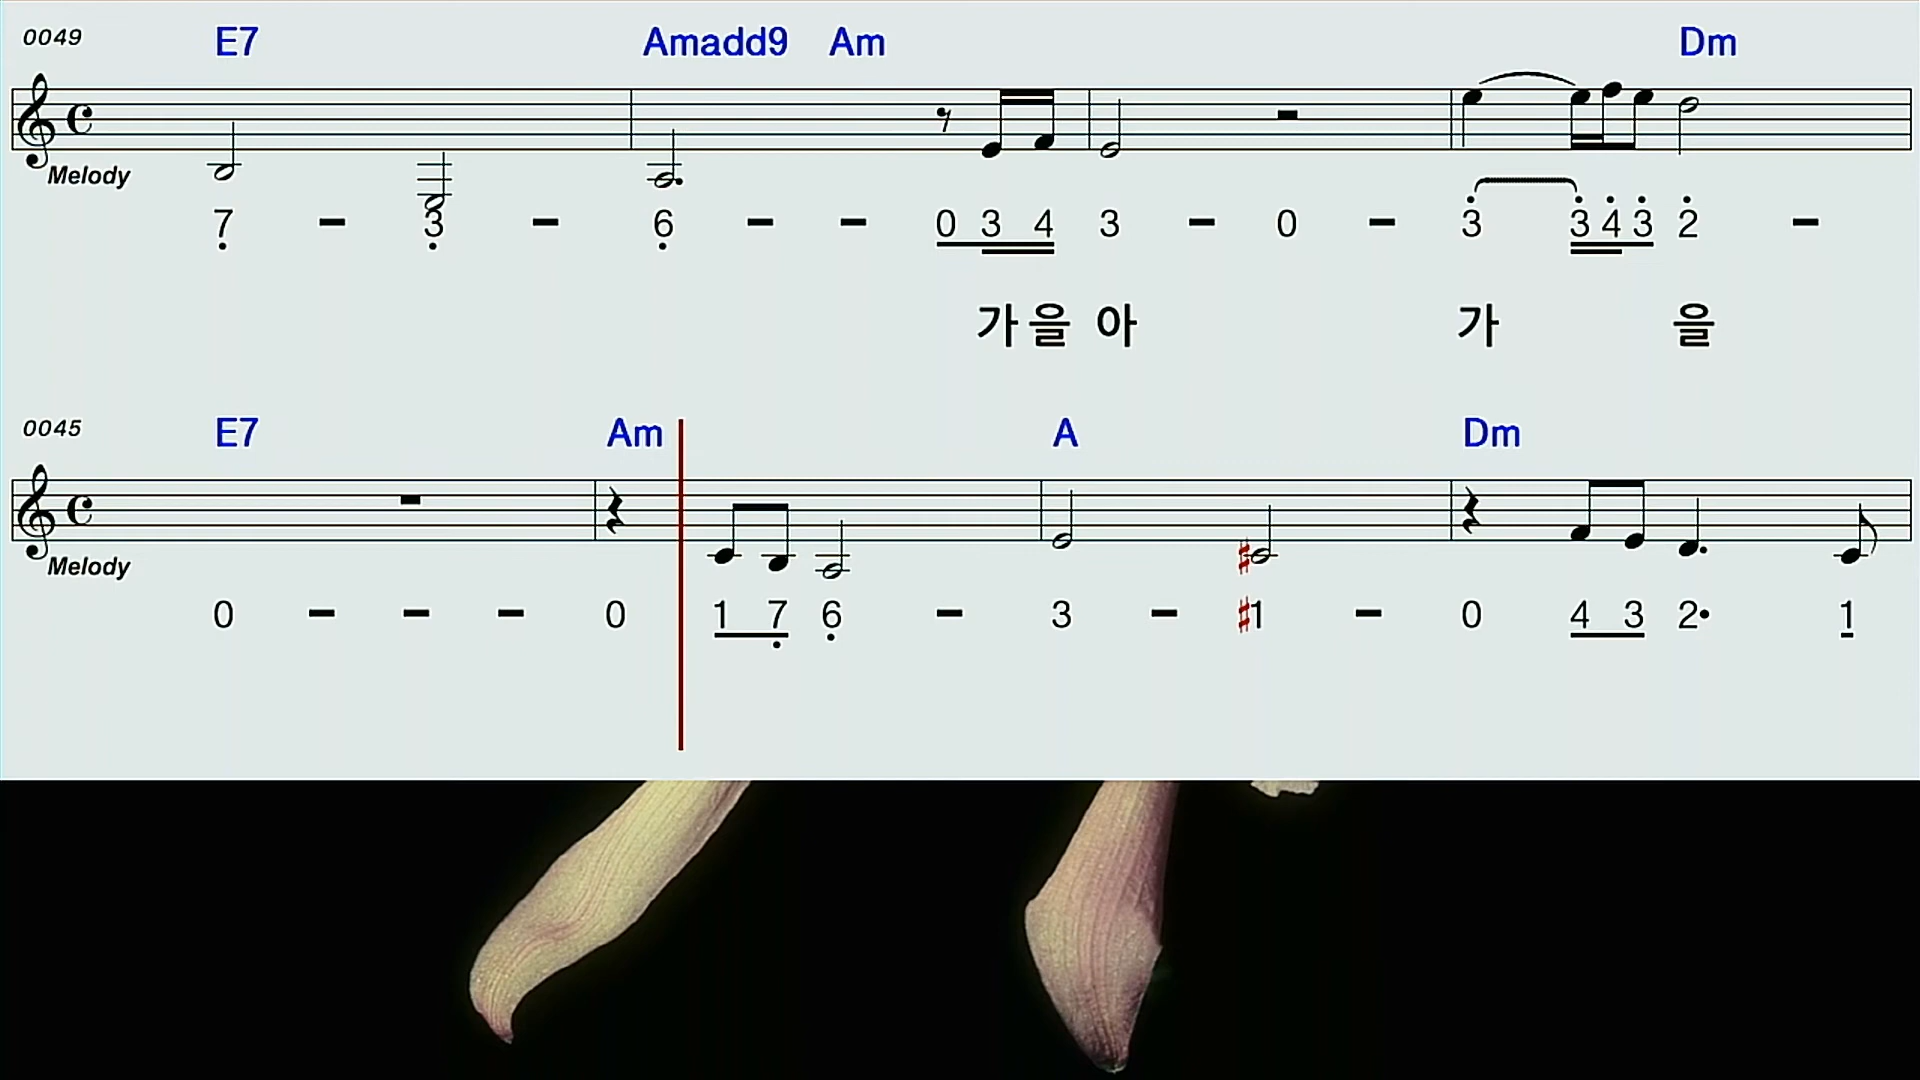 0049 E7 Amadd9 Am Dm
Melody
7 - 3 - 6 - - 0 3 4 3 - 0 - 3 3 4 3 2 -
가 을 아 가 을
0045 E7 Am A Dm
Melody
0 - - - 0 1 7 6 - 3 - ♯1 - 0 4 3 2• 1